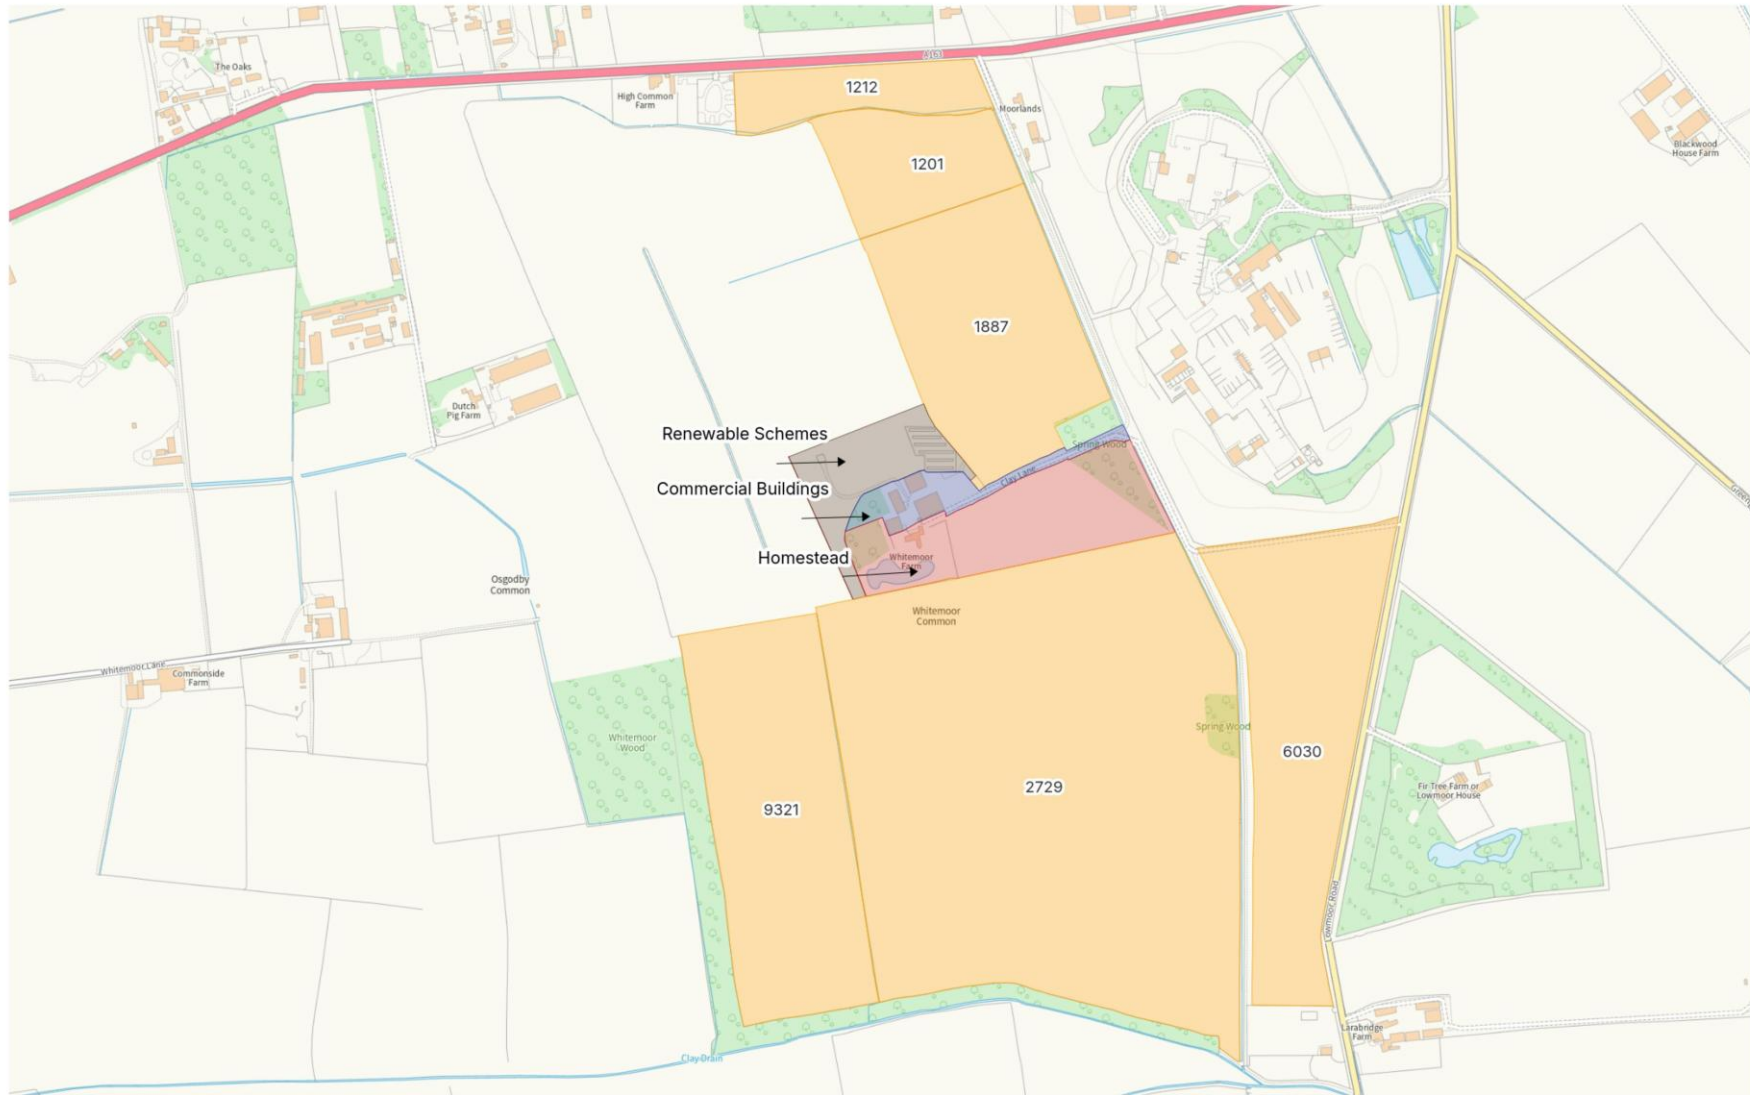 The Oaks
High Common
Farm
A163
1212
Moorlands
1201
Blackwood
House Farm
1887
Dutch
Pig Farm
Renewable Schemes
Spring Wood
Clay Lane
Commercial Buildings
Homestead
Whitemoor
Farm
Osgodby
Common
Whitemoor
Common
Whitemoor Lane
Commonside
Farm
Whitemoor
Wood
Spring Wood
6030
2729
9321
Fir Tree Farm or
Lowmoor House
Lowmoor Road
Larabridge
Farm
Clay Drain